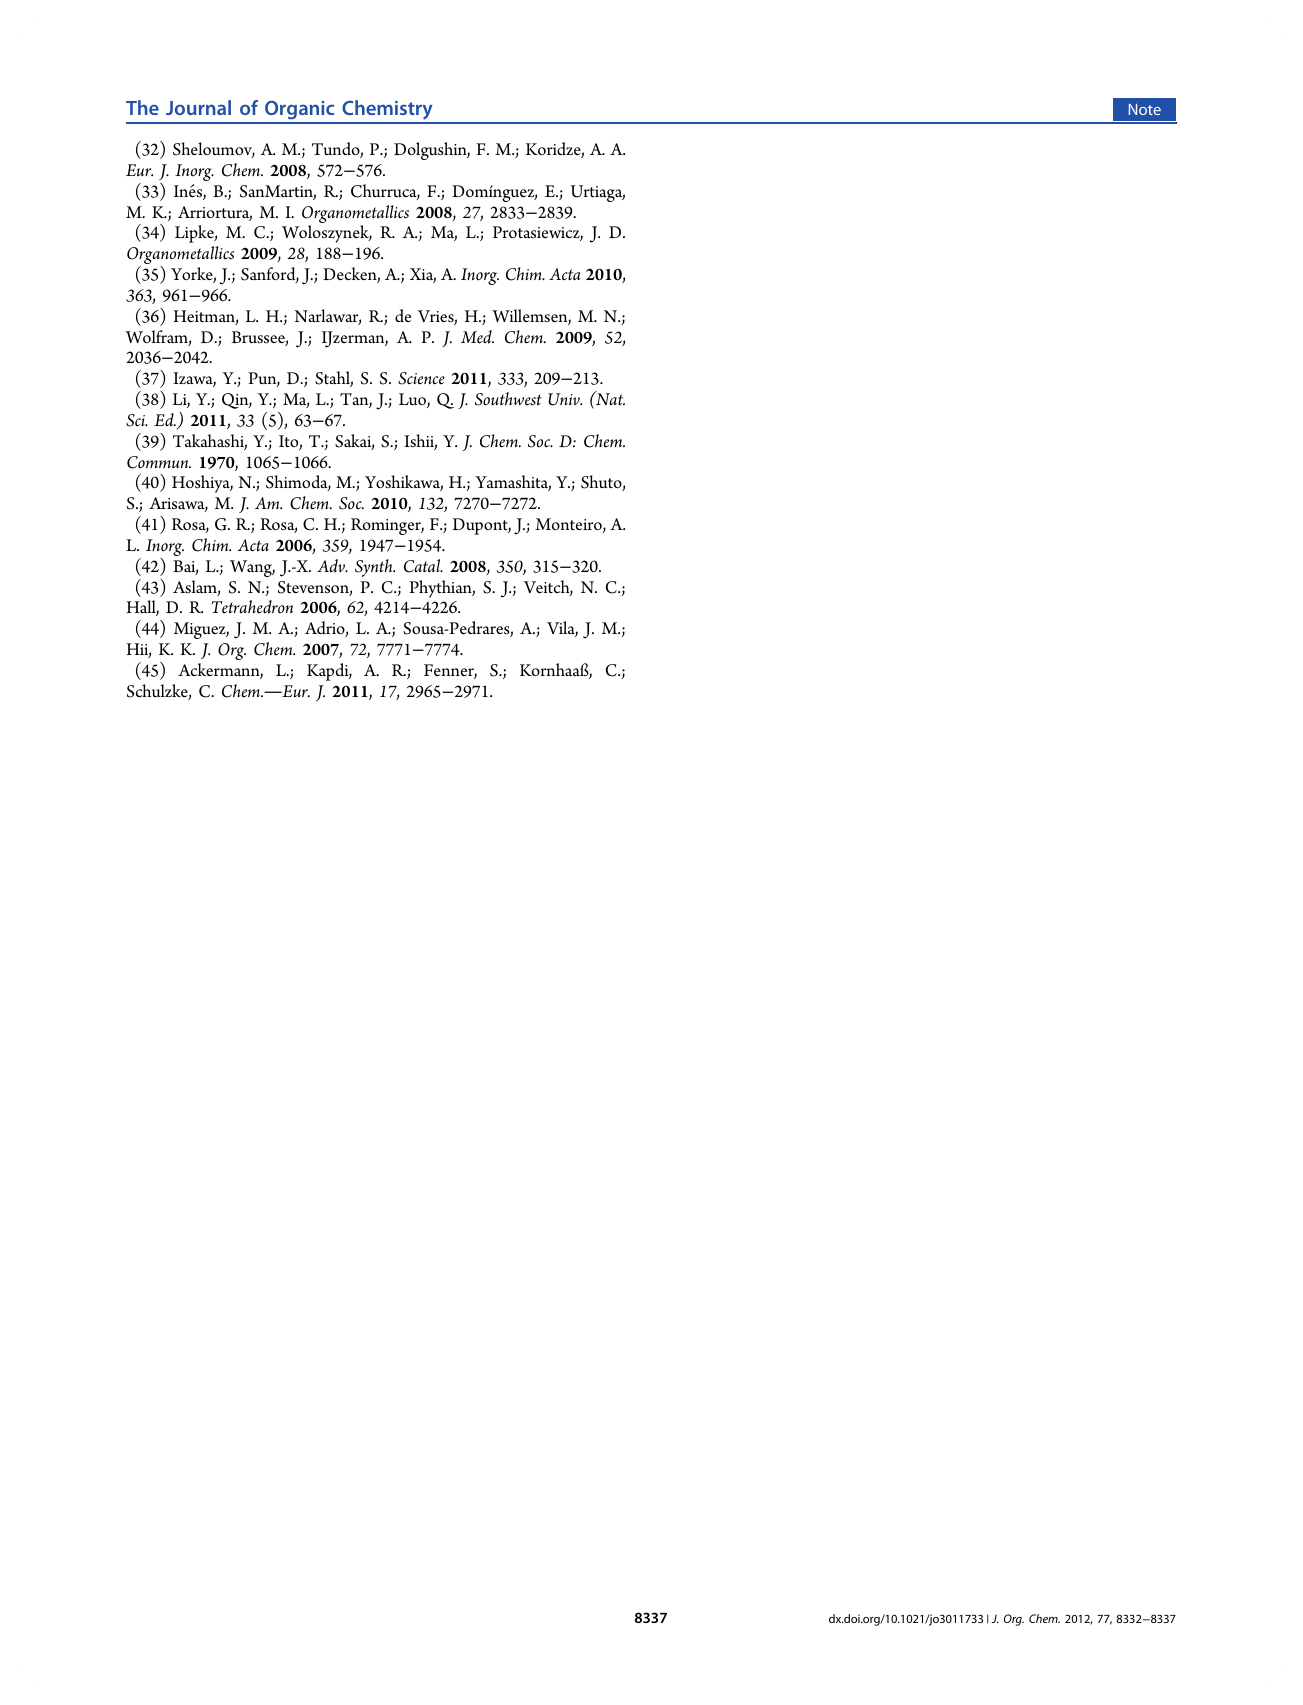 The Journal of Organic Chemistry
Note
(32) Sheloumov, A. M.; Tundo, P.; Dolgushin, F. M.; Koridze, A. A.
Eur. J. Inorg. Chem. 2008, 572−576.
(33) Inés, B.; SanMartin, R.; Churruca, F.; Domínguez, E.; Urtiaga,
M. K.; Arriortura, M. I. Organometallics 2008, 27, 2833−2839.
(34) Lipke, M. C.; Woloszynek, R. A.; Ma, L.; Protasiewicz, J. D.
Organometallics 2009, 28, 188−196.
(35) Yorke, J.; Sanford, J.; Decken, A.; Xia, A. Inorg. Chim. Acta 2010,
363, 961−966.
(36) Heitman, L. H.; Narlawar, R.; de Vries, H.; Willemsen, M. N.;
Wolfram, D.; Brussee, J.; IJzerman, A. P. J. Med. Chem. 2009, 52,
2036−2042.
(37) Izawa, Y.; Pun, D.; Stahl, S. S. Science 2011, 333, 209−213.
(38) Li, Y.; Qin, Y.; Ma, L.; Tan, J.; Luo, Q. J. Southwest Univ. (Nat.
Sci. Ed.) 2011, 33 (5), 63−67.
(39) Takahashi, Y.; Ito, T.; Sakai, S.; Ishii, Y. J. Chem. Soc. D: Chem.
Commun. 1970, 1065−1066.
(40) Hoshiya, N.; Shimoda, M.; Yoshikawa, H.; Yamashita, Y.; Shuto,
S.; Arisawa, M. J. Am. Chem. Soc. 2010, 132, 7270−7272.
(41) Rosa, G. R.; Rosa, C. H.; Rominger, F.; Dupont, J.; Monteiro, A.
L. Inorg. Chim. Acta 2006, 359, 1947−1954.
(42) Bai, L.; Wang, J.-X. Adv. Synth. Catal. 2008, 350, 315−320.
(43) Aslam, S. N.; Stevenson, P. C.; Phythian, S. J.; Veitch, N. C.;
Hall, D. R. Tetrahedron 2006, 62, 4214−4226.
(44) Miguez, J. M. A.; Adrio, L. A.; Sousa-Pedrares, A.; Vila, J. M.;
Hii, K. K. J. Org. Chem. 2007, 72, 7771−7774.
(45) Ackermann, L.; Kapdi, A. R.; Fenner, S.; Kornhaaß, C.;
Schulzke, C. Chem.—Eur. J. 2011, 17, 2965−2971.
8337
dx.doi.org/10.1021/jo3011733 | J. Org. Chem. 2012, 77, 8332−8337